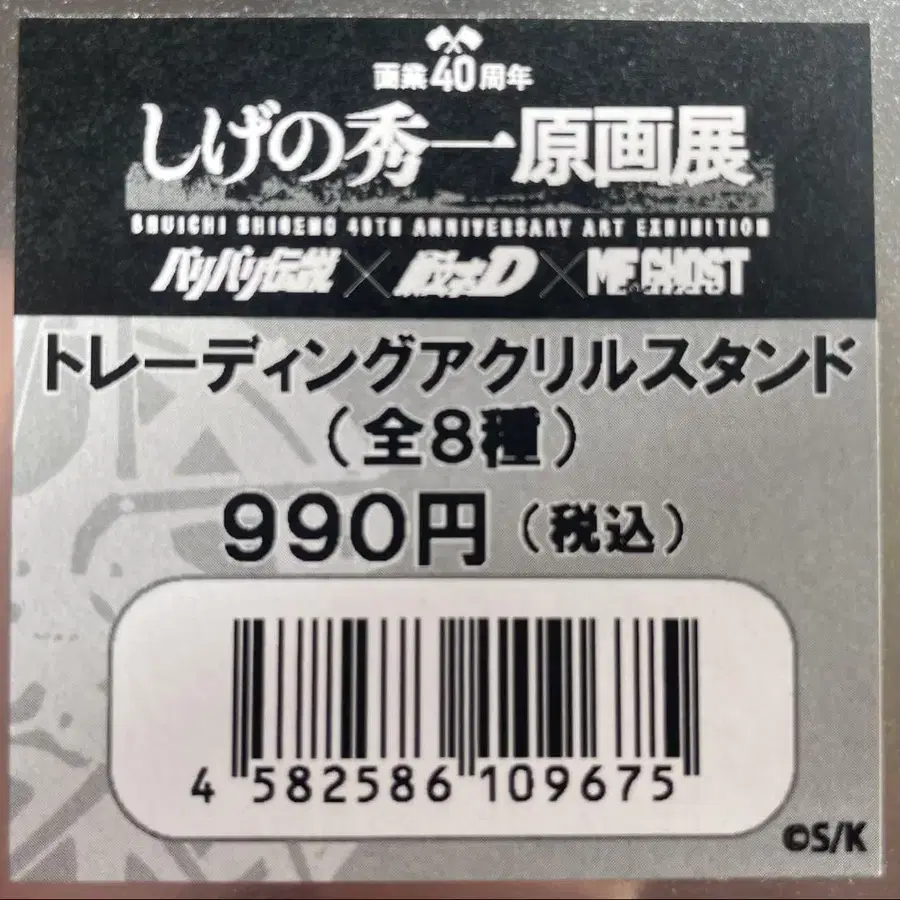 画業40周年
しげの秀一原画展
SHUICHI SHIGENO 40TH ANNIVERSARY ART EXHIBITION
バリバリ伝説×頭文字D×MF GHOST
トレーディングアクリルスタンド
(全8種)
990円(税込)
4 582586 109675
©S/K